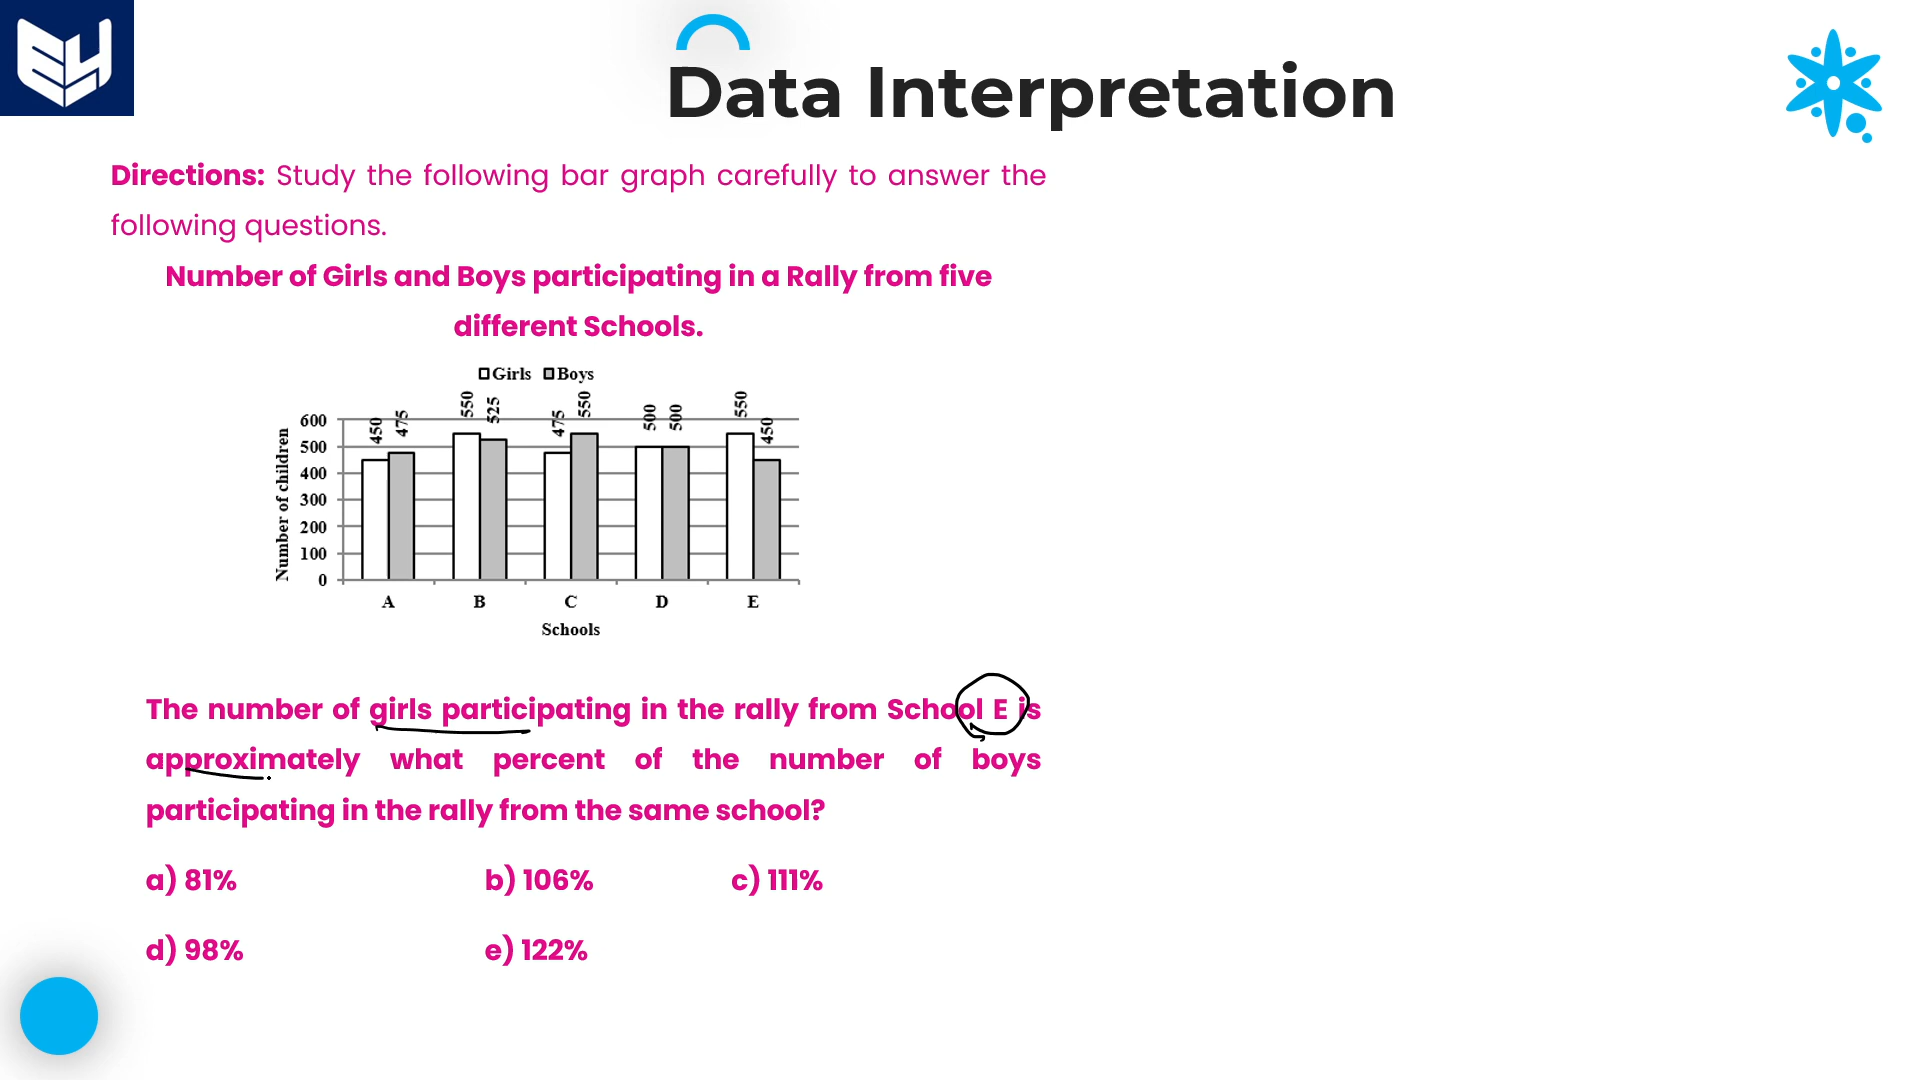 Data Interpretation
Directions: Study the following bar graph carefully to answer the
following questions.
Number of Girls and Boys participating in a Rally from five
different Schools.
Girls Boys
450 475 550 525 475 550 500 500 550 450
600
500
400
300
200
100
0
Number of children
A B C D E
Schools
The number of girls participating in the rally from School E is
approximately what percent of the number of boys
participating in the rally from the same school?
a) 81% b) 106% c) 111%
d) 98% e) 122%